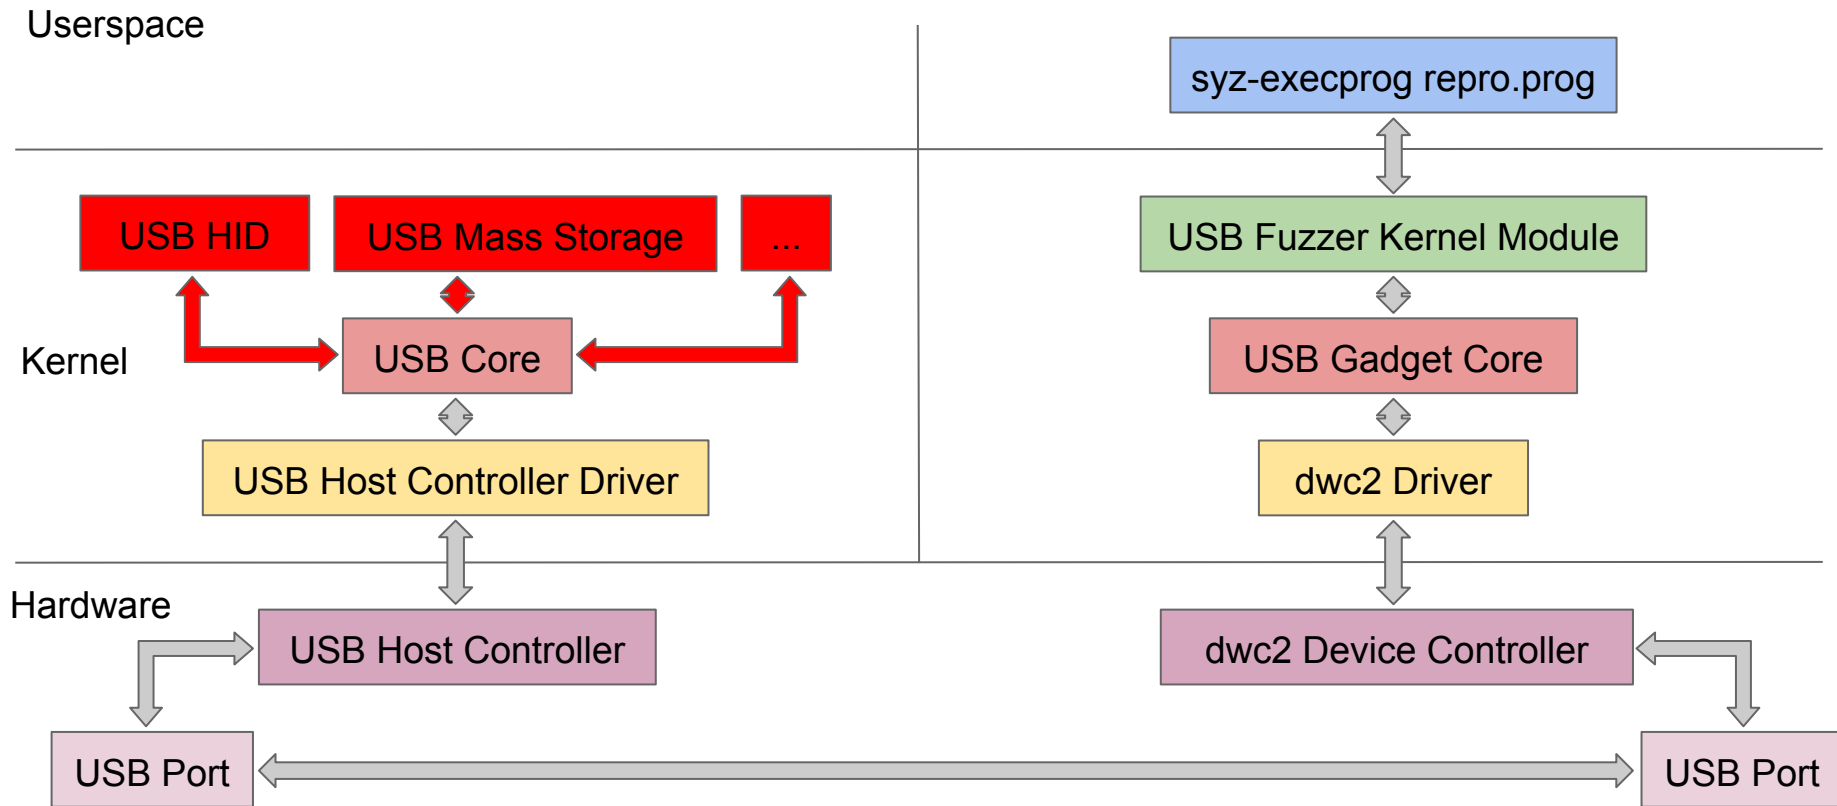 Userspace
syz-execprog repro.prog
USB HID
USB Mass Storage
...
USB Fuzzer Kernel Module
Kernel
USB Core
USB Gadget Core
USB Host Controller Driver
dwc2 Driver
Hardware
USB Host Controller
dwc2 Device Controller
USB Port
USB Port